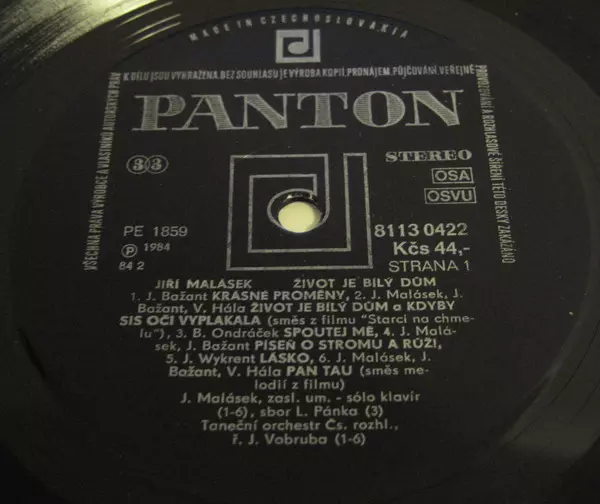 MADE IN CZECHOSLOVAKIA
VŠECHNA PRÁVA VÝROBCE A VLASTNÍKŮ AUTORSKÝCH PRÁV K DÍLU JSOU VYHRAŽENA. BEZ SOUHLASU JE VÝROBA KOPIÍ, PRONÁJEM, PŮJČOVÁNÍ, VEŘEJNÉ PROVOZOVÁNÍ A ROZHLASOVÉ ŠÍŘENÍ TÉTO DESKY ZAKÁZÁNO
PANTON
33
STEREO
OSA
OSVU
PE 1859
8113 0422
℗ 1984
Kčs 44,-
84 2
STRANA 1
JIŘÍ MALÁSEK ŽIVOT JE BÍLÝ DŮM
1. J. Bažant KRÁSNÉ PROMĚNY, 2. J. Malásek, J.
Bažant, V. Hála ŽIVOT JE BÍLÝ DŮM a KDYBY
SIS OČI VYPLAKALA (směs z filmu "Starci na chme-
lu"), 3. B. Ondráček SPOUTEJ MĚ, 4. J. Malá-
sek, J. Bažant PÍSEŇ O STROMU A RŮŽI,
5. J. Wykrent LÁSKO, 6. J. Malásek, J.
Bažant, V. Hála PAN TAU (směs me-
lodií z filmu)
J. Malásek, zasl. um. - sólo klavír
(1-6), sbor L. Pánka (3)
Taneční orchestr Čs. rozhl.,
ř. J. Vobruba (1-6)